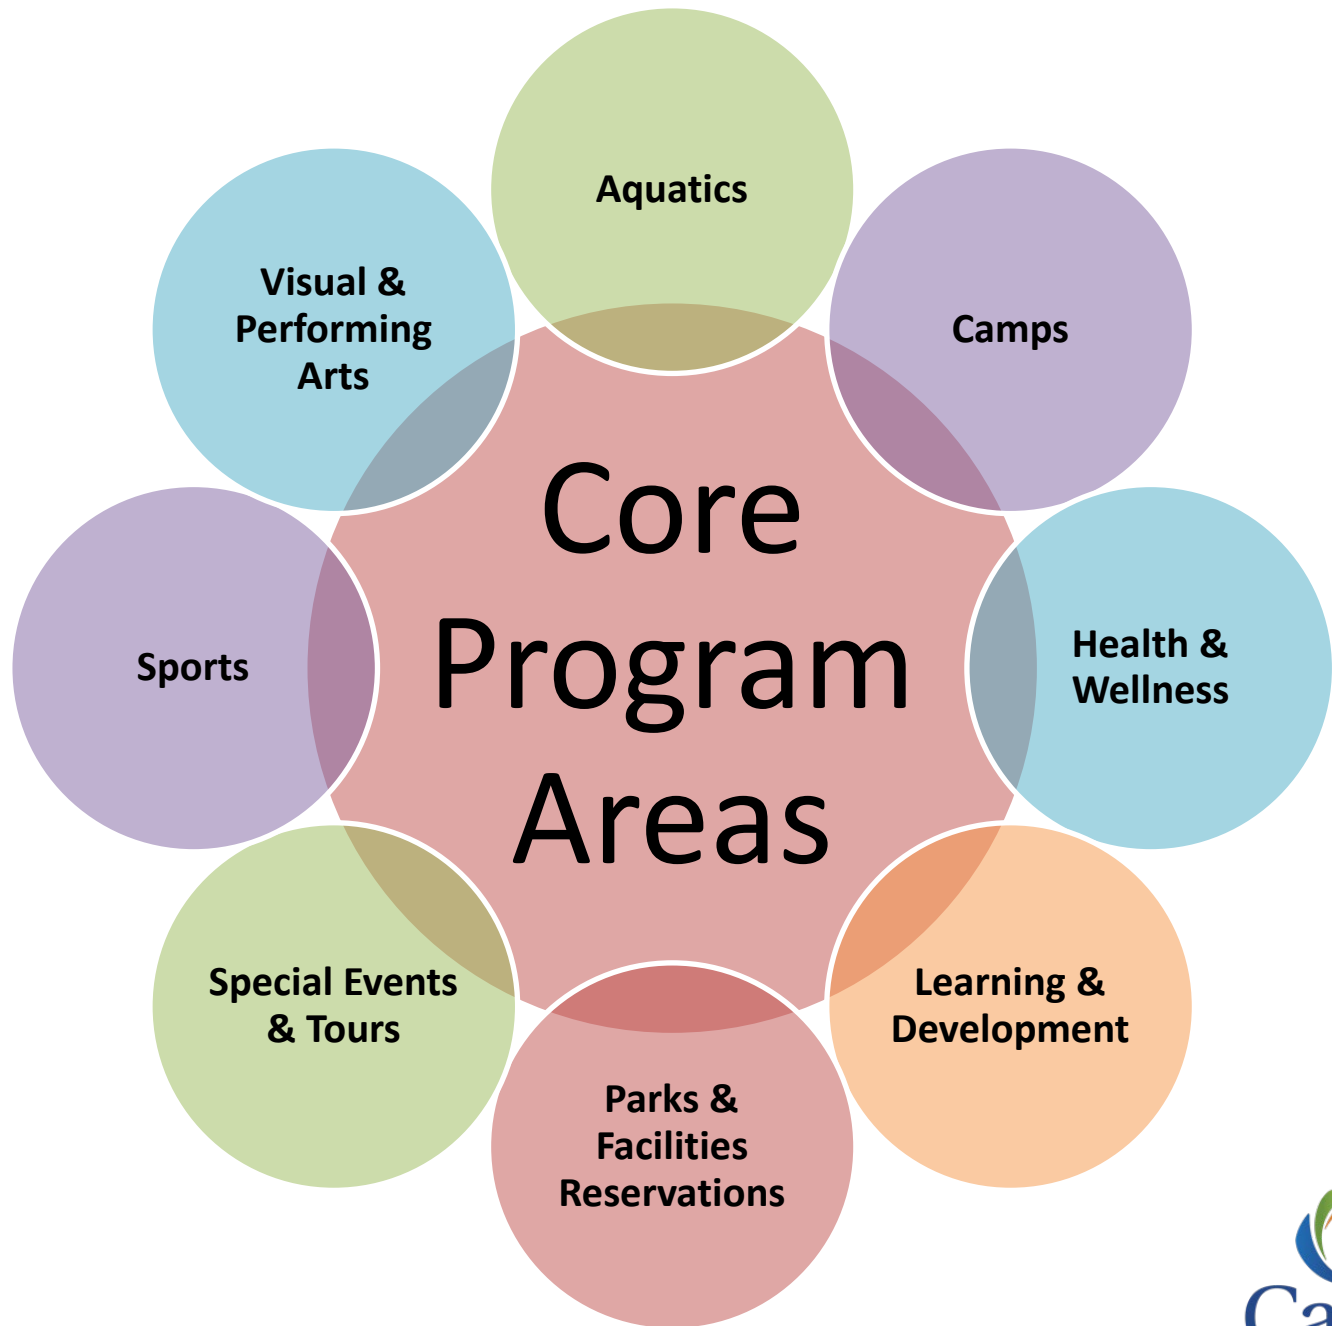 Aquatics
Camps
Health &
Wellness
Learning &
Development
Parks &
Facilities
Reservations
Special Events
& Tours
Sports
Visual &
Performing
Arts
Core
Program
Areas